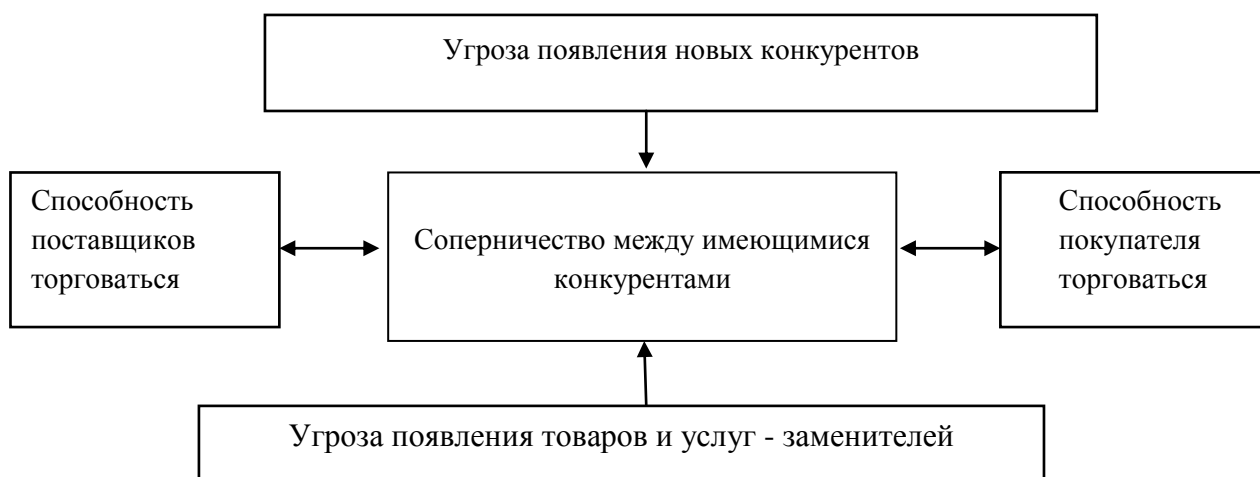 Угроза появления новых конкурентов
Способность
поставщиков
торговаться
Соперничество между имеющимися
конкурентами
Способность
покупателя
торговаться
Угроза появления товаров и услуг - заменителей